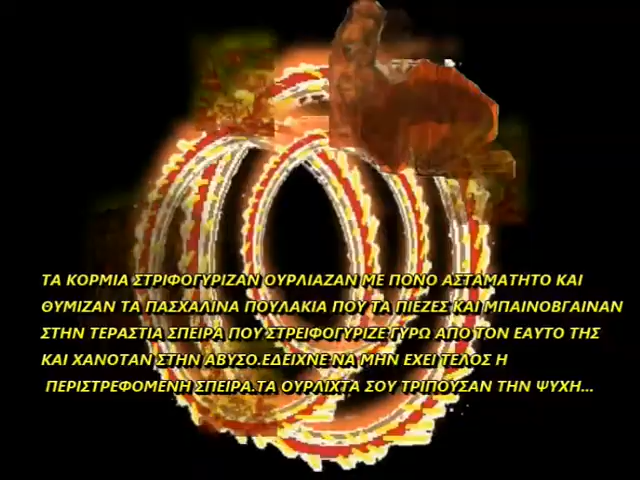 ΤΑ ΚΟΡΜΙΑ ΣΤΡΙΦΟΓΥΡΙΖΑΝ ΟΥΡΛΙΑΖΑΝ ΜΕ ΠΟΝΟ ΑΣΤΑΜΑΤΗΤΟ ΚΑΙ
ΘΥΜΙΖΑΝ ΤΑ ΠΑΣΧΑΛΙΝΑ ΠΟΥΛΑΚΙΑ ΠΟΥ ΤΑ ΠΙΕΖΕΣ ΚΑΙ ΜΠΑΙΝΟΒΓΑΙΝΑΝ
ΣΤΗΝ ΤΕΡΑΣΤΙΑ ΣΠΕΙΡΑ ΠΟΥ ΣΤΡΕΙΦΟΓΥΡΙΖΕ ΓΥΡΩ ΑΠΟ ΤΟΝ ΕΑΥΤΟ ΤΗΣ
ΚΑΙ ΧΑΝΟΤΑΝ ΣΤΗΝ ΑΒΥΣΟ.ΕΔΕΙΧΝΕ ΝΑ ΜΗΝ ΕΧΕΙ ΤΕΛΟΣ Η
ΠΕΡΙΣΤΡΕΦΟΜΕΝΗ ΣΠΕΙΡΑ.ΤΑ ΟΥΡΛΙΧΤΑ ΣΟΥ ΤΡΙΠΟΥΣΑΝ ΤΗΝ ΨΥΧΗ...